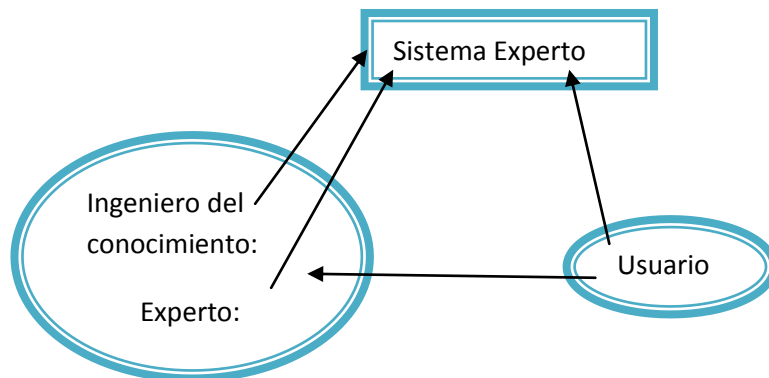 Sistema Experto
Ingeniero del
conocimiento:
Experto:
Usuario